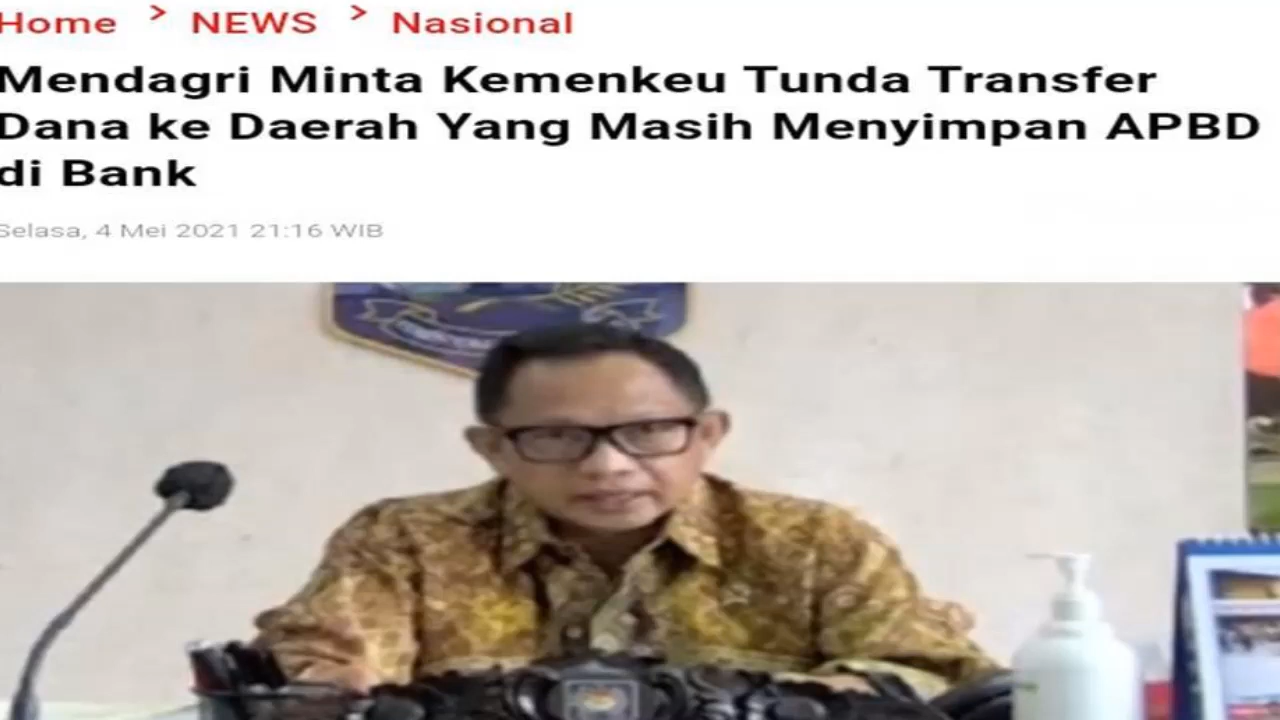 Home > NEWS > Nasional
Mendagri Minta Kemenkeu Tunda Transfer
Dana ke Daerah Yang Masih Menyimpan APBD
di Bank
Selasa, 4 Mei 2021 21:16 WIB